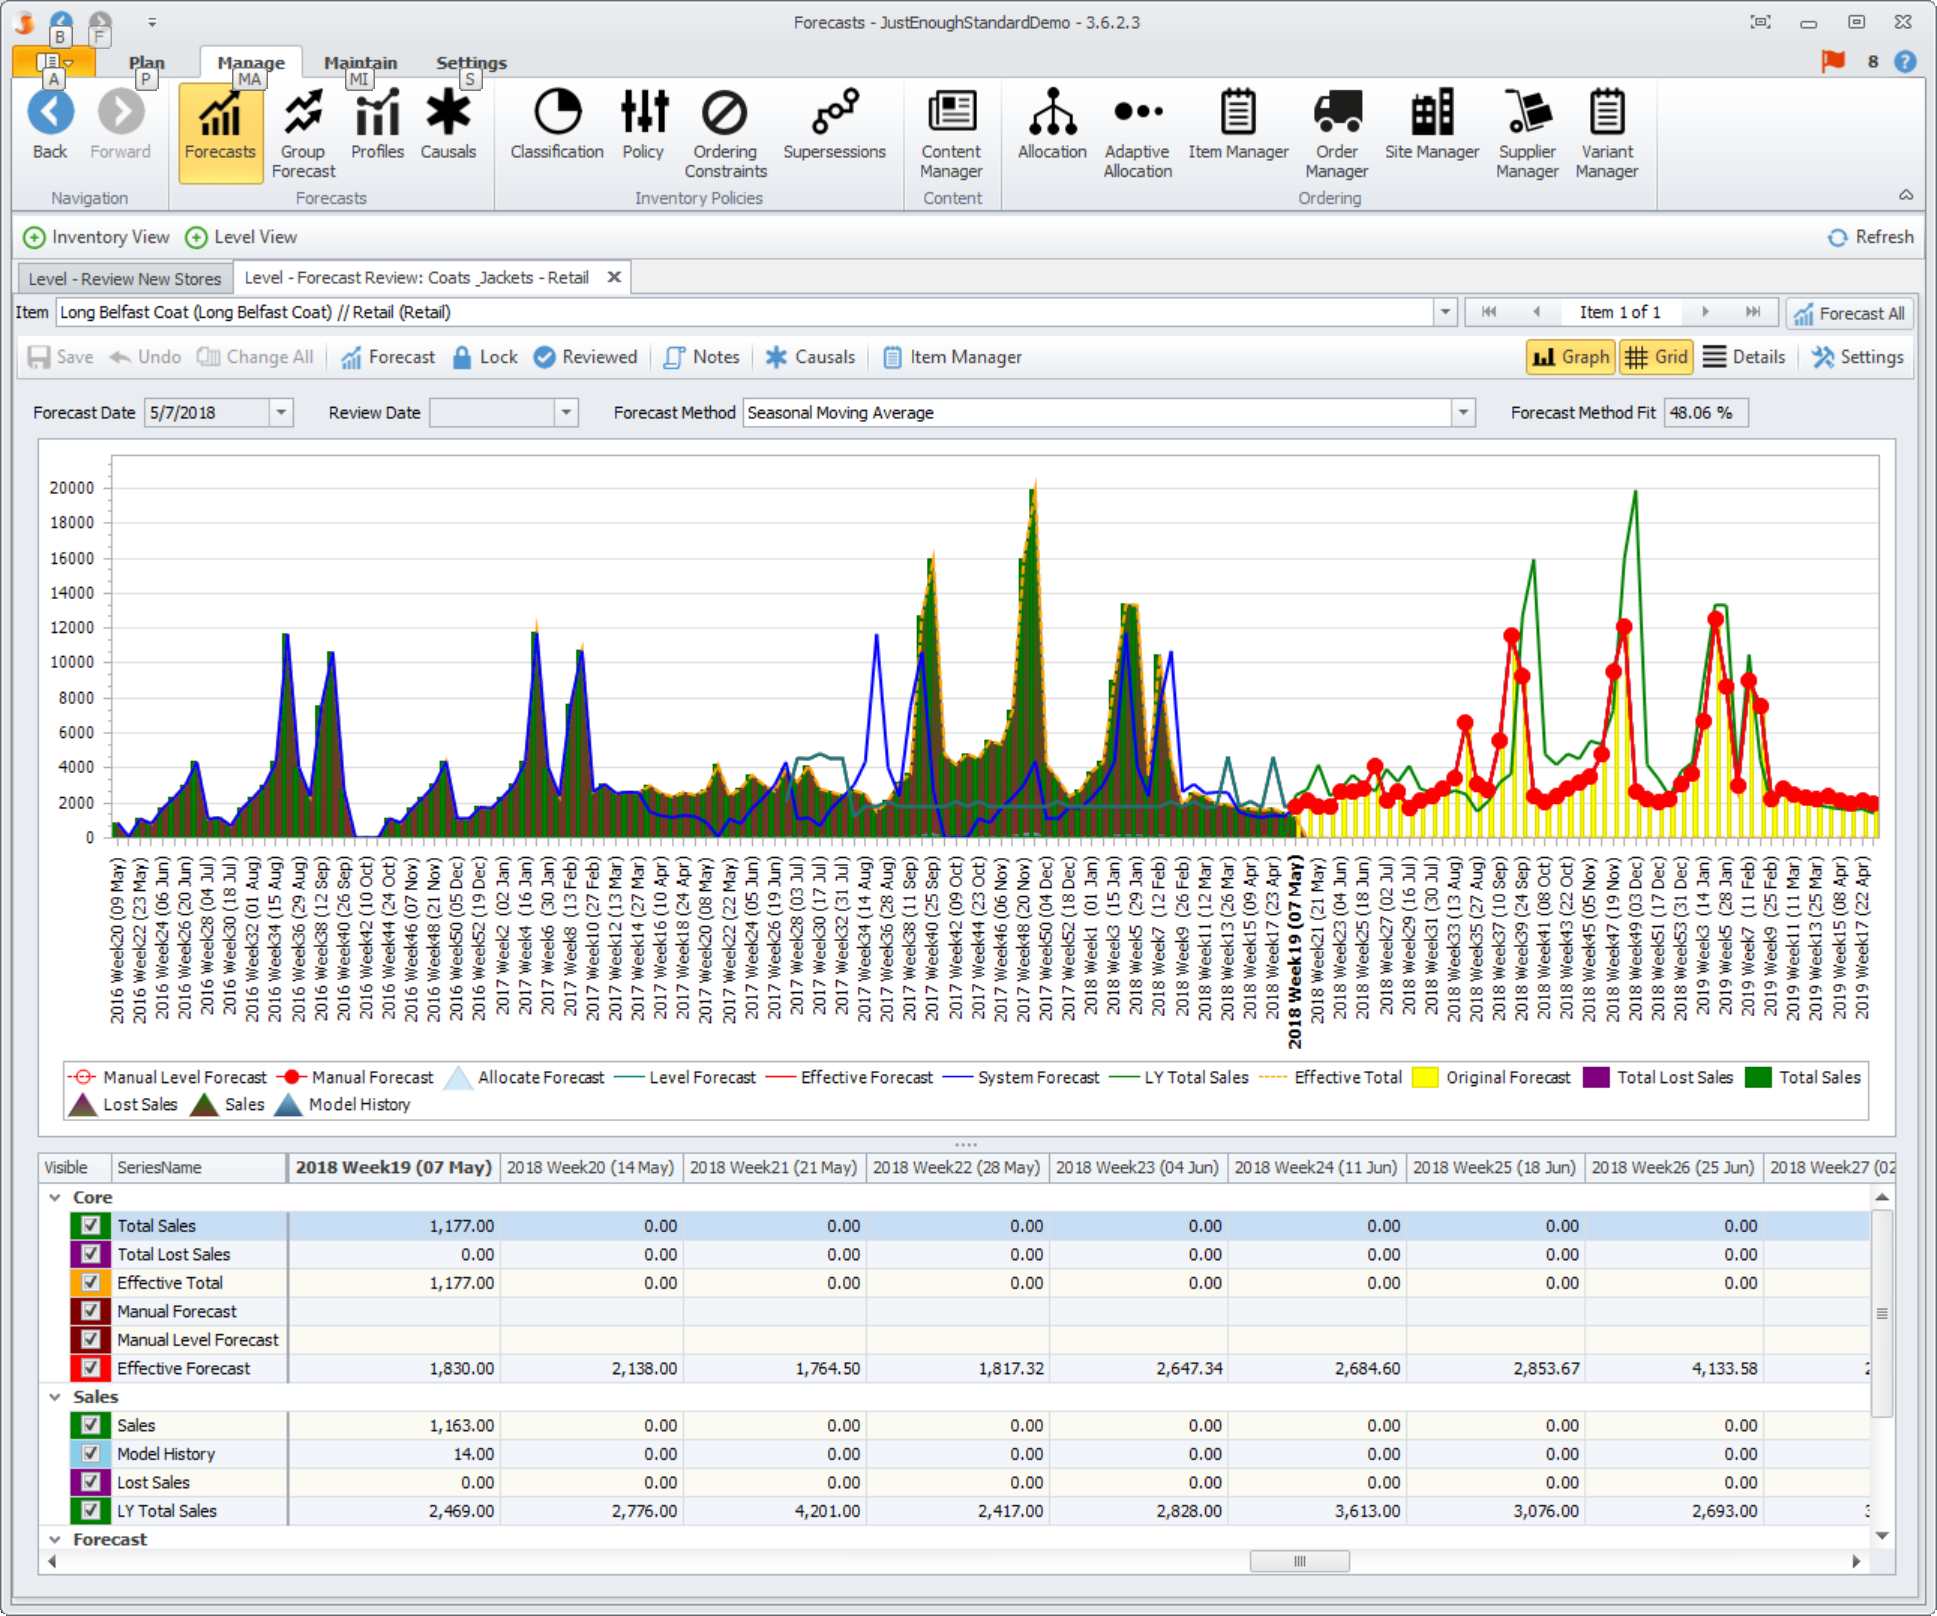 Forecasts - JustEnoughStandardDemo - 3.6.2.3
B F
Plan Manage Maintain Settings 8 ?
A P MA MI S
Back Forward Forecasts Group Forecast Profiles Causals Classification Policy Ordering Constraints Supersessions Content Manager Allocation Adaptive Allocation Item Manager Order Manager Site Manager Supplier Manager Variant Manager
Navigation Forecasts Inventory Policies Content Ordering
Inventory View Level View Refresh
Level - Review New Stores Level - Forecast Review: Coats _Jackets - Retail
Item Long Belfast Coat (Long Belfast Coat) // Retail (Retail) Item 1 of 1 Forecast All
Save Undo Change All Forecast Lock Reviewed Notes Causals Item Manager Graph Grid Details Settings
Forecast Date 5/7/2018 Review Date Forecast Method Seasonal Moving Average Forecast Method Fit 48.06 %
20000
18000
16000
14000
12000
10000
8000
6000
4000
2000
0
2016 Week20 (09 May)
2016 Week22 (23 May)
2016 Week24 (06 Jun)
2016 Week26 (20 Jun)
2016 Week28 (04 Jul)
2016 Week30 (18 Jul)
2016 Week32 (01 Aug)
2016 Week34 (15 Aug)
2016 Week36 (29 Aug)
2016 Week38 (12 Sep)
2016 Week40 (26 Sep)
2016 Week42 (10 Oct)
2016 Week44 (24 Oct)
2016 Week46 (07 Nov)
2016 Week48 (21 Nov)
2016 Week50 (05 Dec)
2016 Week52 (19 Dec)
2017 Week2 (02 Jan)
2017 Week4 (16 Jan)
2017 Week6 (30 Jan)
2017 Week8 (13 Feb)
2017 Week10 (27 Feb)
2017 Week12 (13 Mar)
2017 Week14 (27 Mar)
2017 Week16 (10 Apr)
2017 Week18 (24 Apr)
2017 Week20 (08 May)
2017 Week22 (22 May)
2017 Week24 (05 Jun)
2017 Week26 (19 Jun)
2017 Week28 (03 Jul)
2017 Week30 (17 Jul)
2017 Week32 (31 Jul)
2017 Week34 (14 Aug)
2017 Week36 (28 Aug)
2017 Week38 (11 Sep)
2017 Week40 (25 Sep)
2017 Week42 (09 Oct)
2017 Week44 (23 Oct)
2017 Week46 (06 Nov)
2017 Week48 (20 Nov)
2017 Week50 (04 Dec)
2017 Week52 (18 Dec)
2018 Week1 (01 Jan)
2018 Week3 (15 Jan)
2018 Week5 (29 Jan)
2018 Week7 (12 Feb)
2018 Week9 (26 Feb)
2018 Week11 (12 Mar)
2018 Week13 (26 Mar)
2018 Week15 (09 Apr)
2018 Week17 (23 Apr)
2018 Week19 (07 May)
2018 Week21 (21 May)
2018 Week23 (04 Jun)
2018 Week25 (18 Jun)
2018 Week27 (02 Jul)
2018 Week29 (16 Jul)
2018 Week31 (30 Jul)
2018 Week33 (13 Aug)
2018 Week35 (27 Aug)
2018 Week37 (10 Sep)
2018 Week39 (24 Sep)
2018 Week41 (08 Oct)
2018 Week43 (22 Oct)
2018 Week45 (05 Nov)
2018 Week47 (19 Nov)
2018 Week49 (03 Dec)
2018 Week51 (17 Dec)
2018 Week53 (31 Dec)
2019 Week3 (14 Jan)
2019 Week5 (28 Jan)
2019 Week7 (11 Feb)
2019 Week9 (25 Feb)
2019 Week11 (11 Mar)
2019 Week13 (25 Mar)
2019 Week15 (08 Apr)
2019 Week17 (22 Apr)
Manual Level Forecast Manual Forecast Allocate Forecast Level Forecast Effective Forecast System Forecast LY Total Sales Effective Total Original Forecast Total Lost Sales Total Sales
Lost Sales Sales Model History
Visible SeriesName 2018 Week19 (07 May) 2018 Week20 (14 May) 2018 Week21 (21 May) 2018 Week22 (28 May) 2018 Week23 (04 Jun) 2018 Week24 (11 Jun) 2018 Week25 (18 Jun) 2018 Week26 (25 Jun) 2018 Week27 (02
Core
Total Sales 1,177.00 0.00 0.00 0.00 0.00 0.00 0.00 0.00
Total Lost Sales 0.00 0.00 0.00 0.00 0.00 0.00 0.00 0.00
Effective Total 1,177.00 0.00 0.00 0.00 0.00 0.00 0.00 0.00
Manual Forecast
Manual Level Forecast
Effective Forecast 1,830.00 2,138.00 1,764.50 1,817.32 2,647.34 2,684.60 2,853.67 4,133.58
Sales
Sales 1,163.00 0.00 0.00 0.00 0.00 0.00 0.00 0.00
Model History 14.00 0.00 0.00 0.00 0.00 0.00 0.00 0.00
Lost Sales 0.00 0.00 0.00 0.00 0.00 0.00 0.00 0.00
LY Total Sales 2,469.00 2,776.00 4,201.00 2,417.00 2,828.00 3,613.00 3,076.00 2,693.00
Forecast